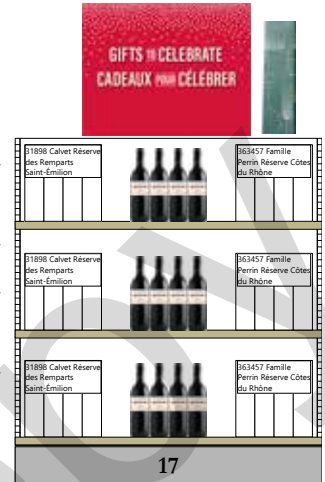 GIFTS TO CELEBRATE
CADEAUX POUR CÉLÉBRER
31898 Calvet Réserve
des Remparts
Saint-Émilion
363457 Famille
Perrin Réserve Côtes
du Rhône
31898 Calvet Réserve
des Remparts
Saint-Émilion
363457 Famille
Perrin Réserve Côtes
du Rhône
31898 Calvet Réserve
des Remparts
Saint-Émilion
363457 Famille
Perrin Réserve Côtes
du Rhône
17